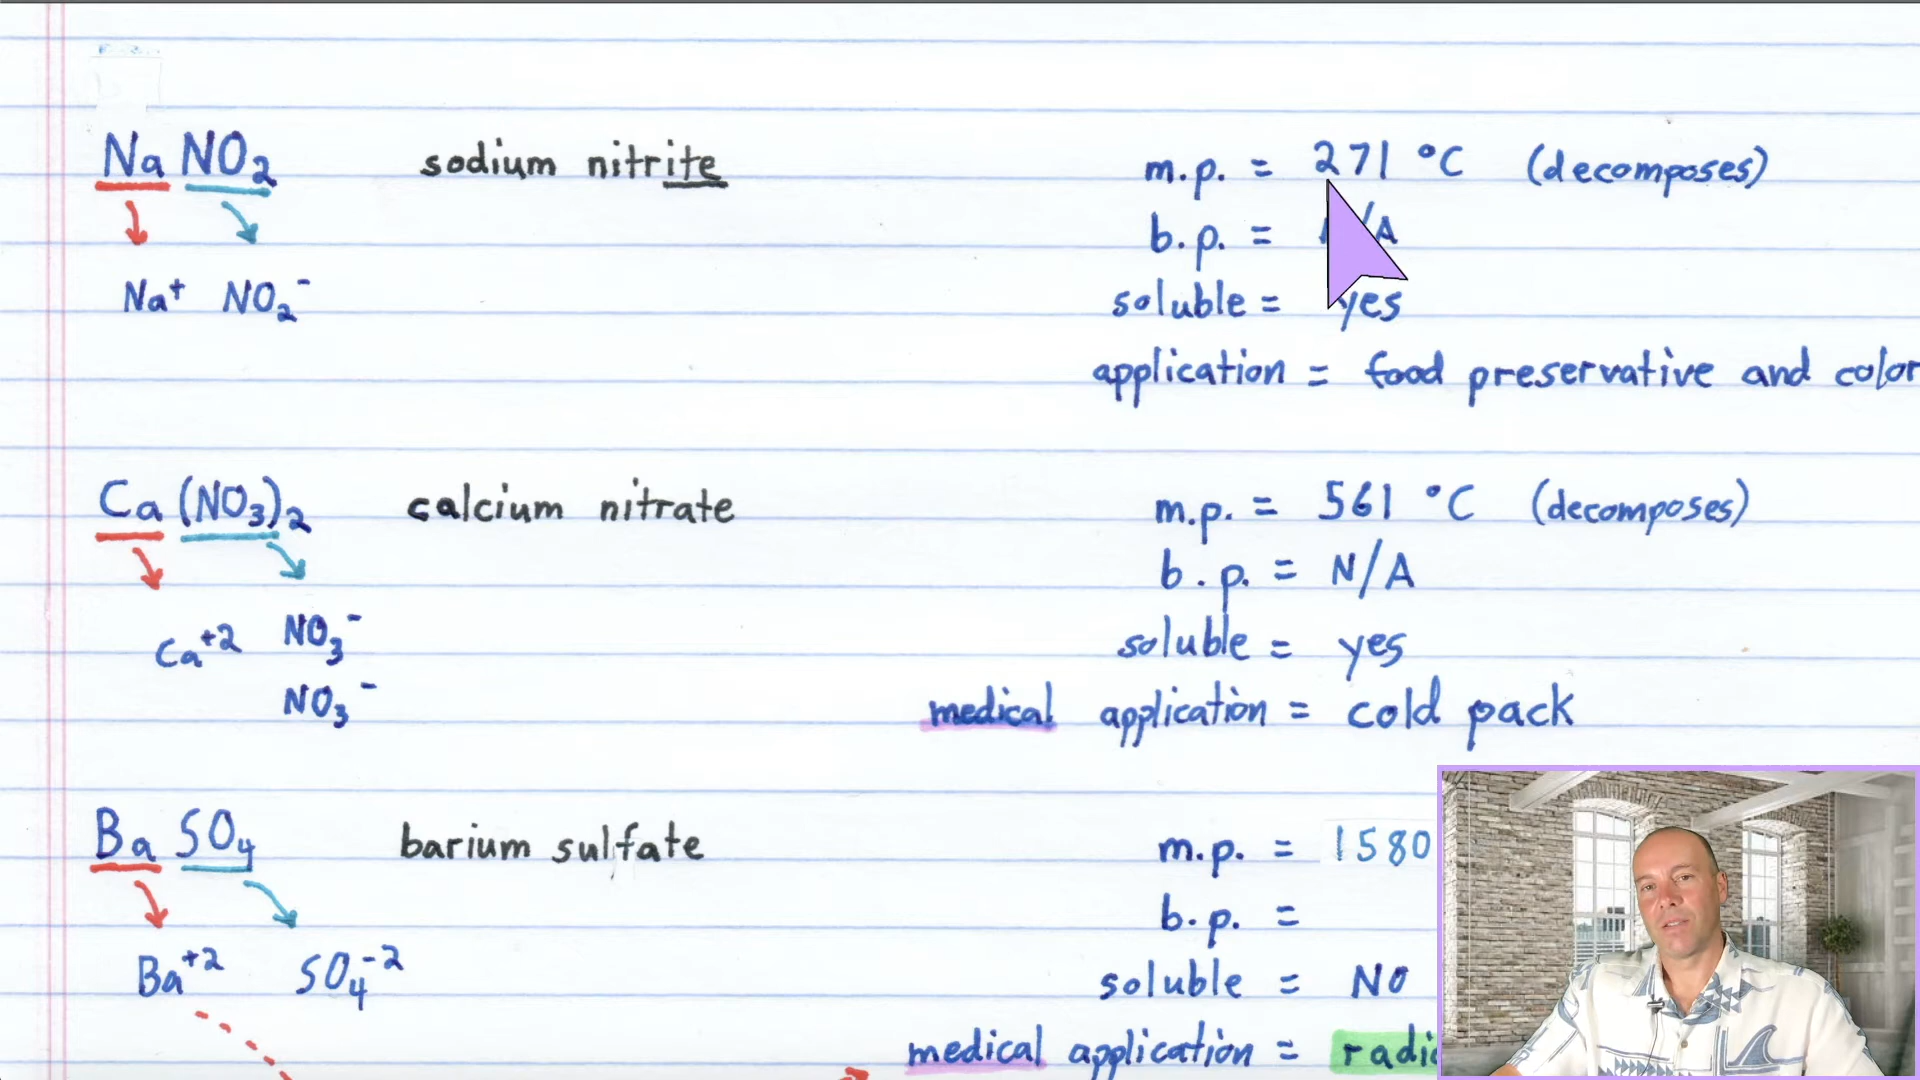 NaNO₂ sodium nitrite m.p. = 271 °C (decomposes)
b.p. = /A
Na⁺ NO₂⁻ soluble = yes
application = food preservative and color
Ca(NO₃)₂ calcium nitrate m.p. = 561 °C (decomposes)
b.p. = N/A
Ca⁺² NO₃⁻ soluble = yes
NO₃⁻ medical application = cold pack
BaSO₄ barium sulfate m.p. = 1580
b.p. =
Ba⁺² SO₄⁻² soluble = NO
medical application =